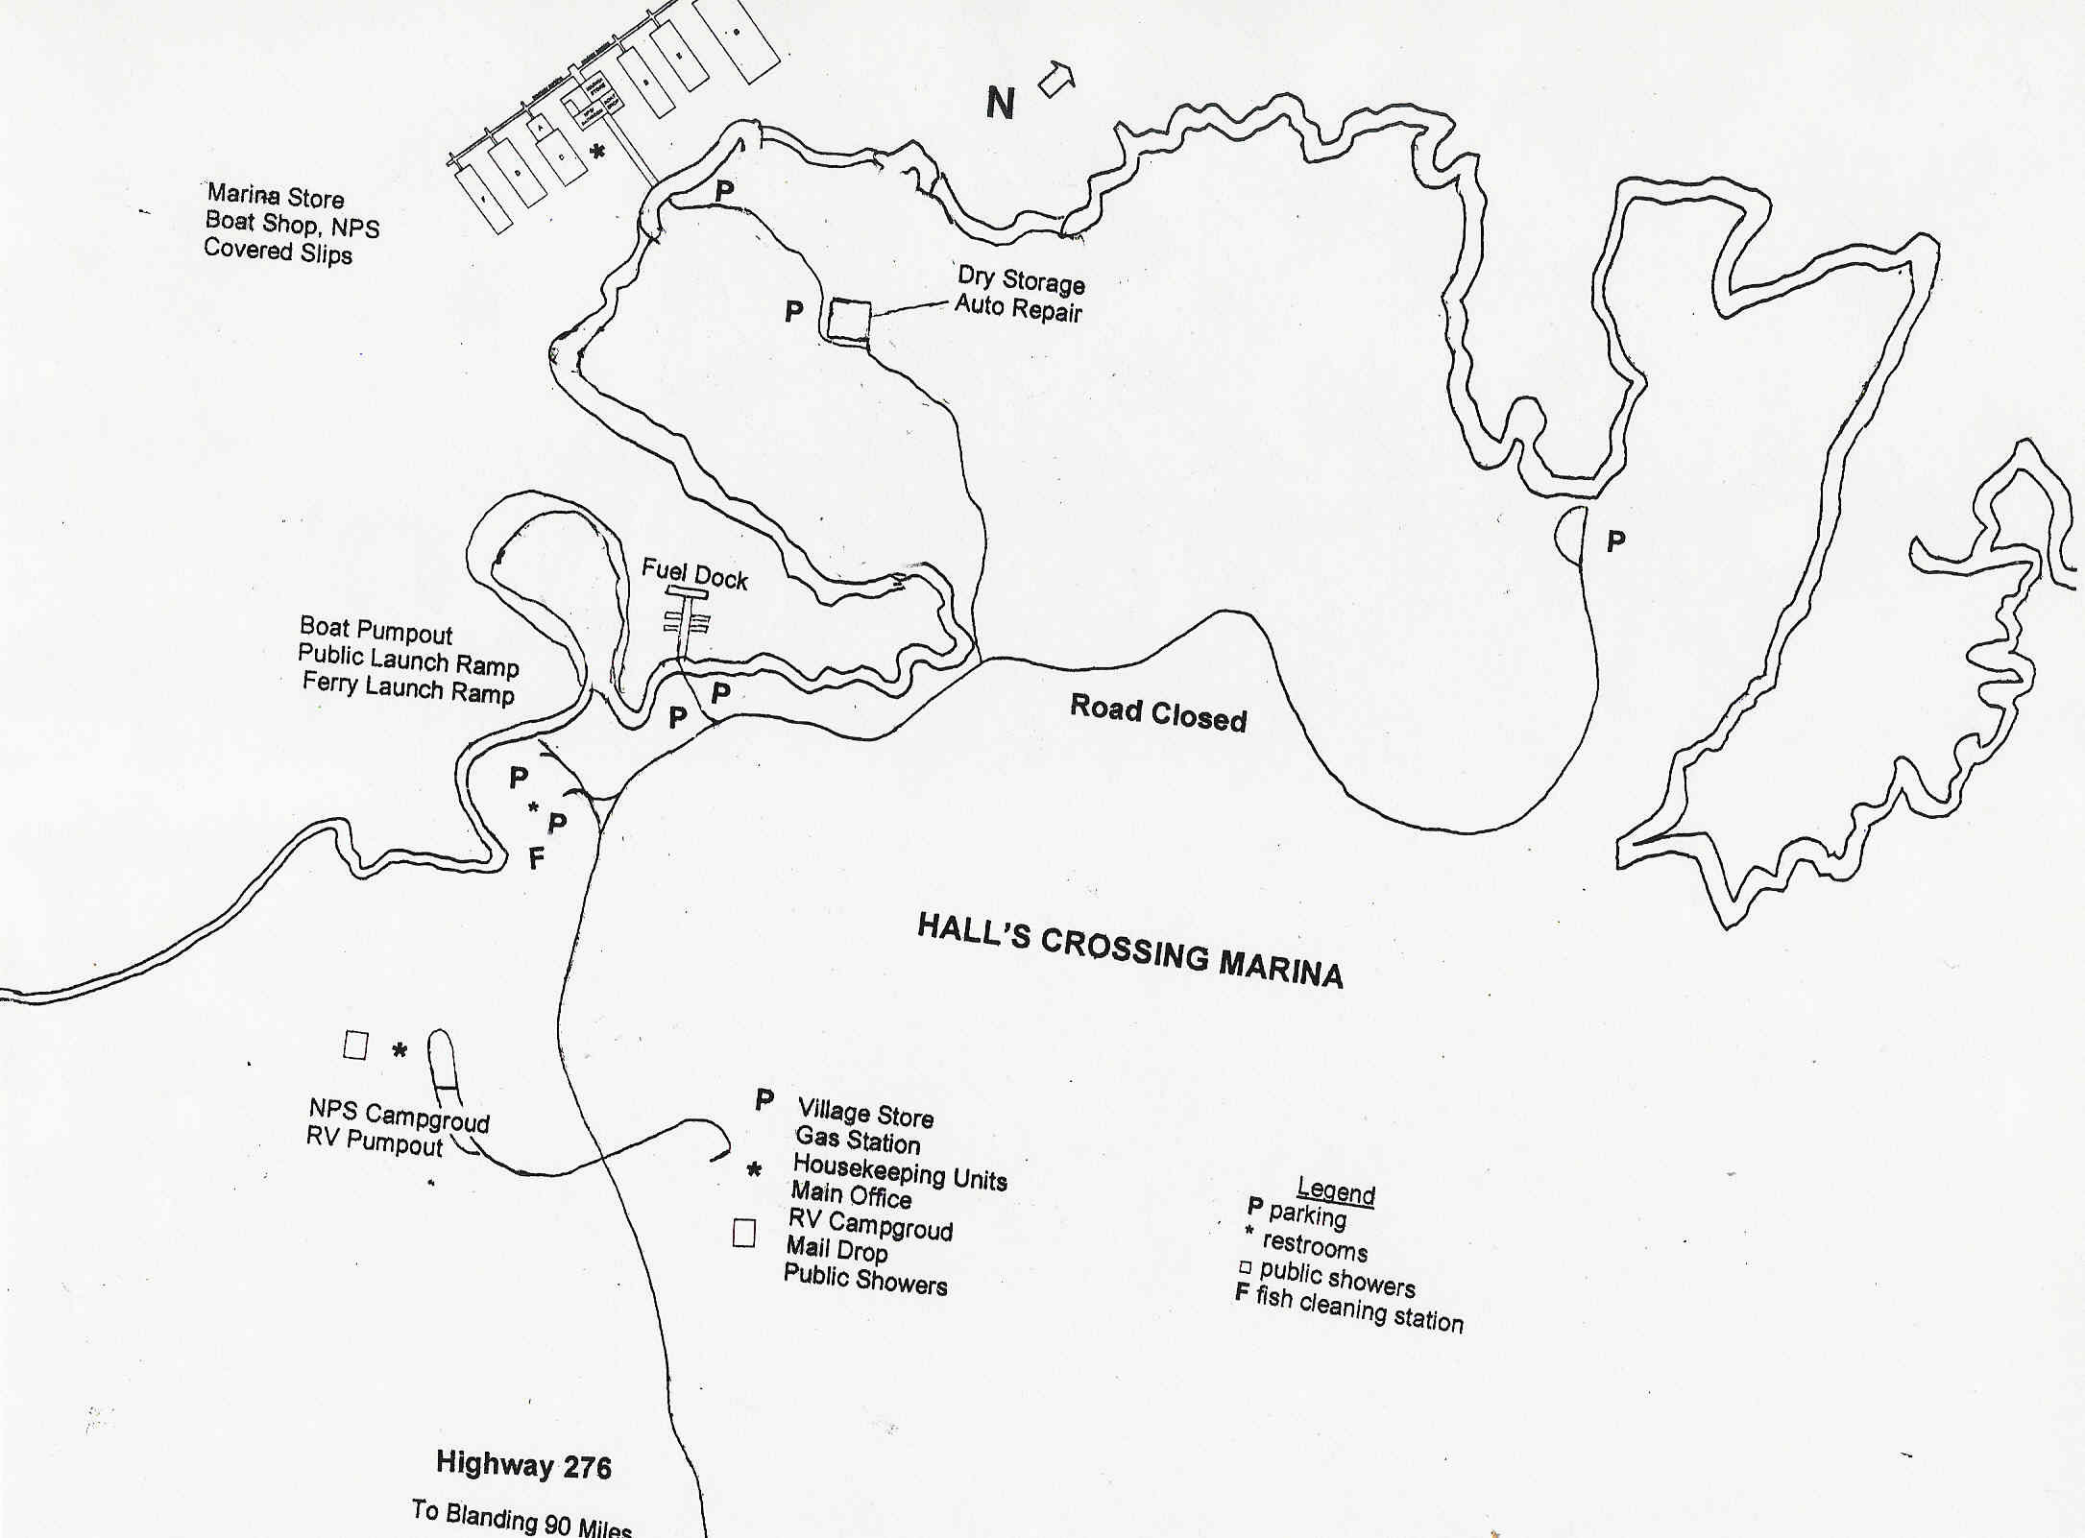 N
Marina Store
Boat Shop, NPS
Covered Slips
*
P
P
Dry Storage
Auto Repair
Fuel Dock
P
Boat Pumpout
Public Launch Ramp
Ferry Launch Ramp
P
P
Road Closed
P
*
P
F
HALL'S CROSSING MARINA
*
NPS Campgroud
RV Pumpout
P
Village Store
Gas Station
*
Housekeeping Units
Main Office
RV Campgroud
Mail Drop
Public Showers
Legend
P parking
* restrooms
□ public showers
F fish cleaning station
Highway 276
To Blanding 90 Miles